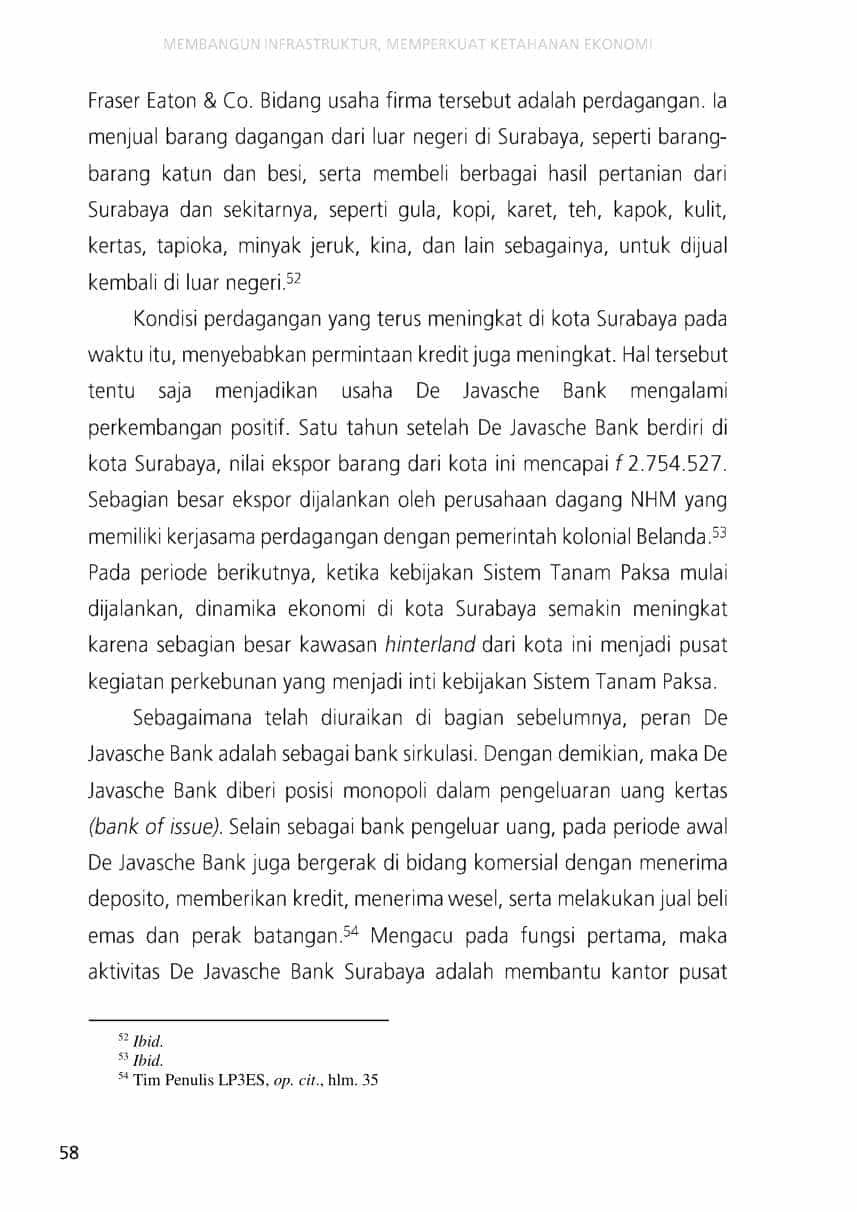 MEMBANGUN INFRASTRUKTUR, MEMPERKUAT KETAHANAN EKONOMI
Fraser Eaton & Co. Bidang usaha firma tersebut adalah perdagangan. Ia
menjual barang dagangan dari luar negeri di Surabaya, seperti barang-
barang katun dan besi, serta membeli berbagai hasil pertanian dari
Surabaya dan sekitarnya, seperti gula, kopi, karet, teh, kapok, kulit,
kertas, tapioka, minyak jeruk, kina, dan lain sebagainya, untuk dijual
kembali di luar negeri.52
Kondisi perdagangan yang terus meningkat di kota Surabaya pada
waktu itu, menyebabkan permintaan kredit juga meningkat. Hal tersebut
tentu saja menjadikan usaha De Javasche Bank mengalami
perkembangan positif. Satu tahun setelah De Javasche Bank berdiri di
kota Surabaya, nilai ekspor barang dari kota ini mencapai f 2.754.527.
Sebagian besar ekspor dijalankan oleh perusahaan dagang NHM yang
memiliki kerjasama perdagangan dengan pemerintah kolonial Belanda.53
Pada periode berikutnya, ketika kebijakan Sistem Tanam Paksa mulai
dijalankan, dinamika ekonomi di kota Surabaya semakin meningkat
karena sebagian besar kawasan hinterland dari kota ini menjadi pusat
kegiatan perkebunan yang menjadi inti kebijakan Sistem Tanam Paksa.
Sebagaimana telah diuraikan di bagian sebelumnya, peran De
Javasche Bank adalah sebagai bank sirkulasi. Dengan demikian, maka De
Javasche Bank diberi posisi monopoli dalam pengeluaran uang kertas
(bank of issue). Selain sebagai bank pengeluar uang, pada periode awal
De Javasche Bank juga bergerak di bidang komersial dengan menerima
deposito, memberikan kredit, menerima wesel, serta melakukan jual beli
emas dan perak batangan.54 Mengacu pada fungsi pertama, maka
aktivitas De Javasche Bank Surabaya adalah membantu kantor pusat
52 Ibid.
53 Ibid.
54 Tim Penulis LP3ES, op. cit., hlm. 35
58